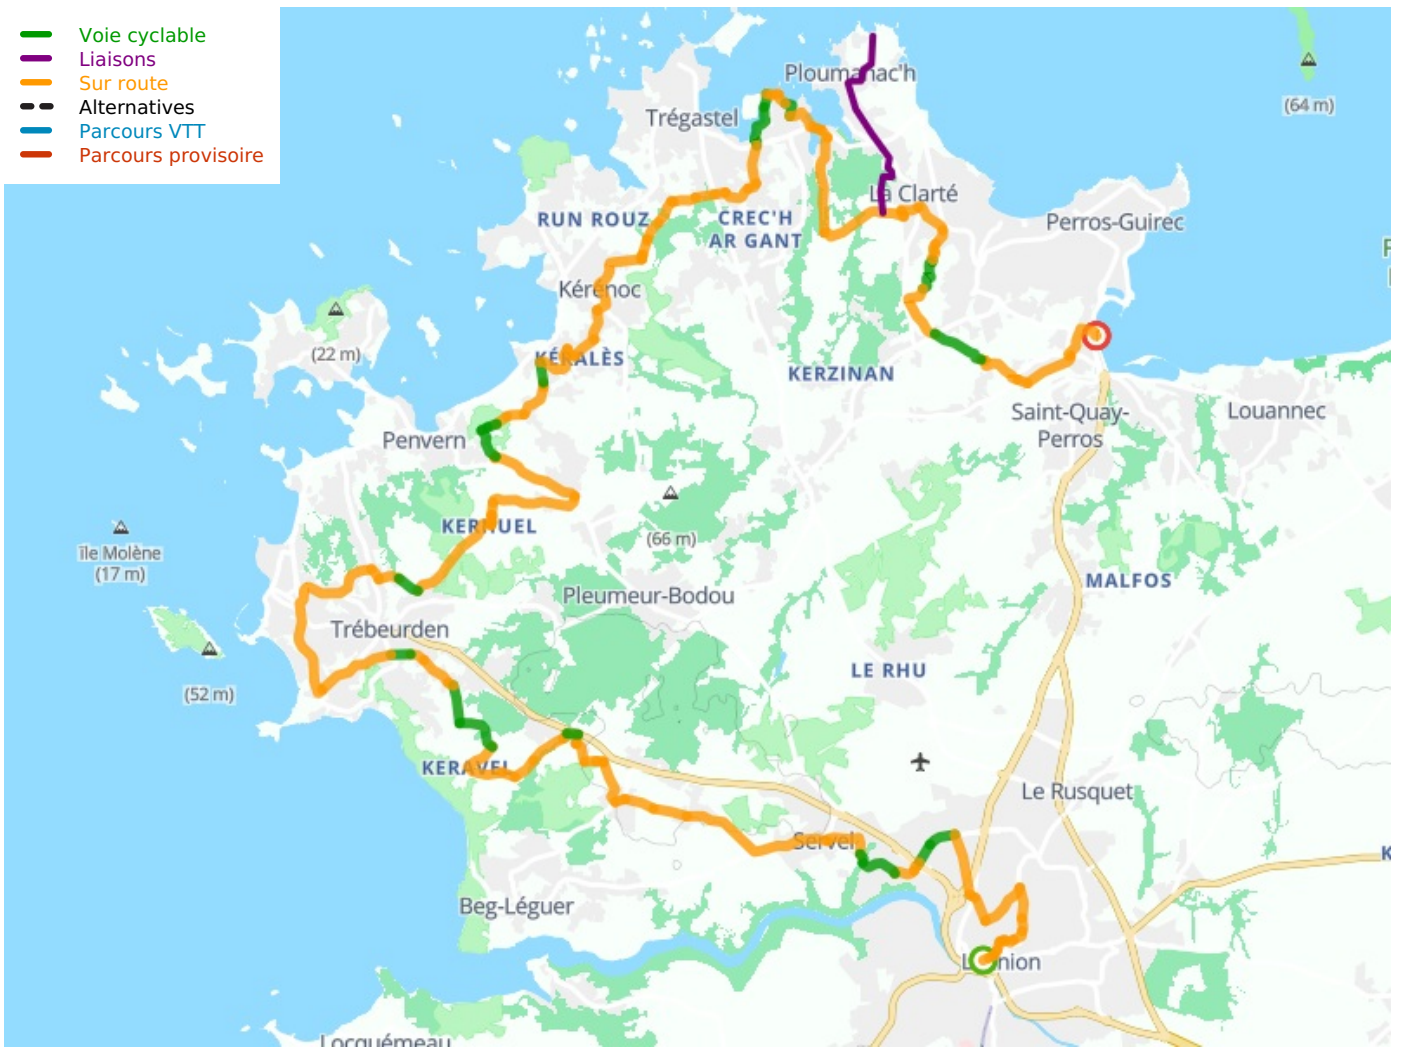 Voie cyclable
Liaisons
Sur route
Alternatives
Parcours VTT
Parcours provisoire
Ploumanac'h
(64 m)
Trégastel
La Clarté
RUN ROUZ
CREC'H
AR GANT
Perros-Guirec
Kérénoc
(22 m)
KÉRALÈS
KERZINAN
Saint-Quay-
Perros
Louannec
Penvern
KERNUEL
(66 m)
île Molène
(17 m)
MALFOS
Pleumeur-Bodou
Trébeurden
LE RHU
(52 m)
KERAVEL
Le Rusquet
Servel
K
Beg-Léguer
Lannion
Locquémeau